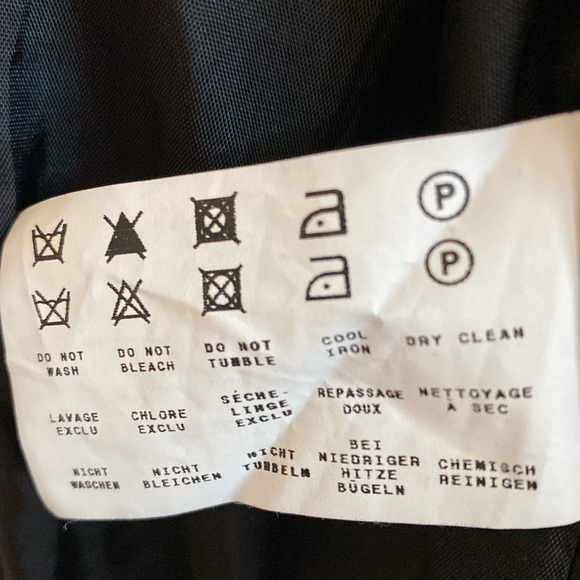 P
P
DO NOT WASH
DO NOT BLEACH
DO NOT TUMBLE
COOL IRON
DRY CLEAN
LAVAGE EXCLU
CHLORE EXCLU
SÉCHE-LINGE EXCLU
REPASSAGE DOUX
NETTOYAGE À SEC
NICHT WASCHEN
NICHT BLEICHEN
NICHT TUMBELN
BEI NIEDRIGER HITZE BÜGELN
CHEMISCH REINIGEN